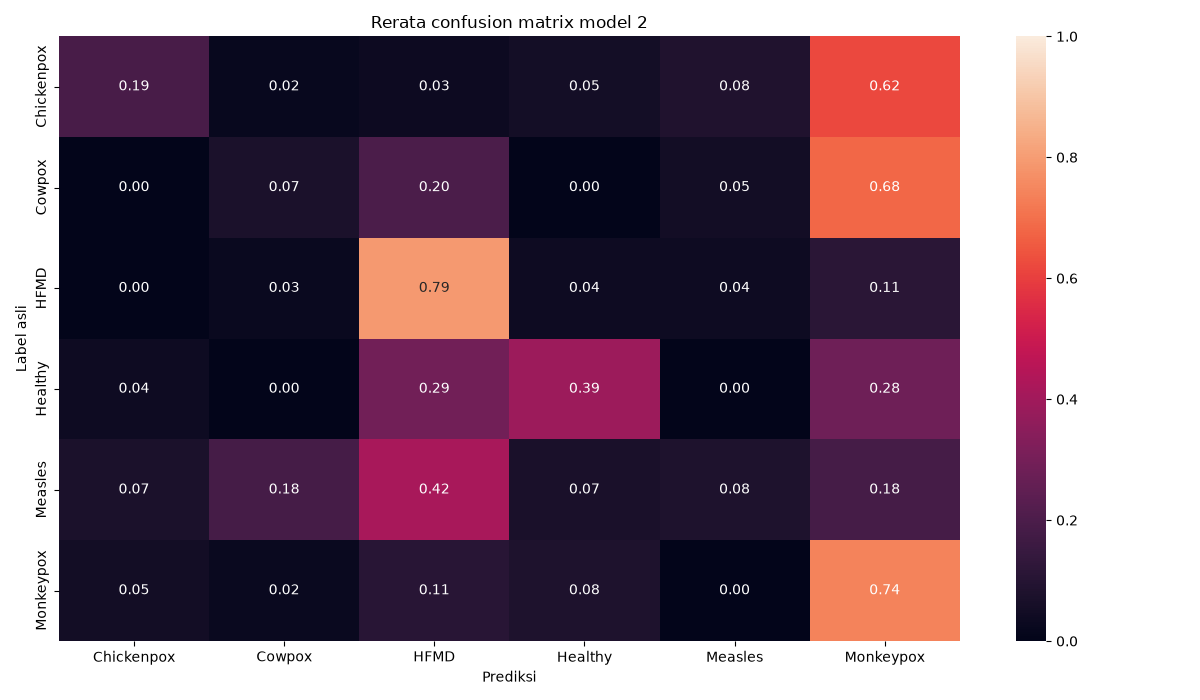 Rerata confusion matrix model 2
Label asli
Chickenpox 0.19 0.02 0.03 0.05 0.08 0.62
Cowpox 0.00 0.07 0.20 0.00 0.05 0.68
HFMD 0.00 0.03 0.79 0.04 0.04 0.11
Healthy 0.04 0.00 0.29 0.39 0.00 0.28
Measles 0.07 0.18 0.42 0.07 0.08 0.18
Monkeypox 0.05 0.02 0.11 0.08 0.00 0.74
Chickenpox Cowpox HFMD Healthy Measles Monkeypox
Prediksi
1.0
0.8
0.6
0.4
0.2
0.0